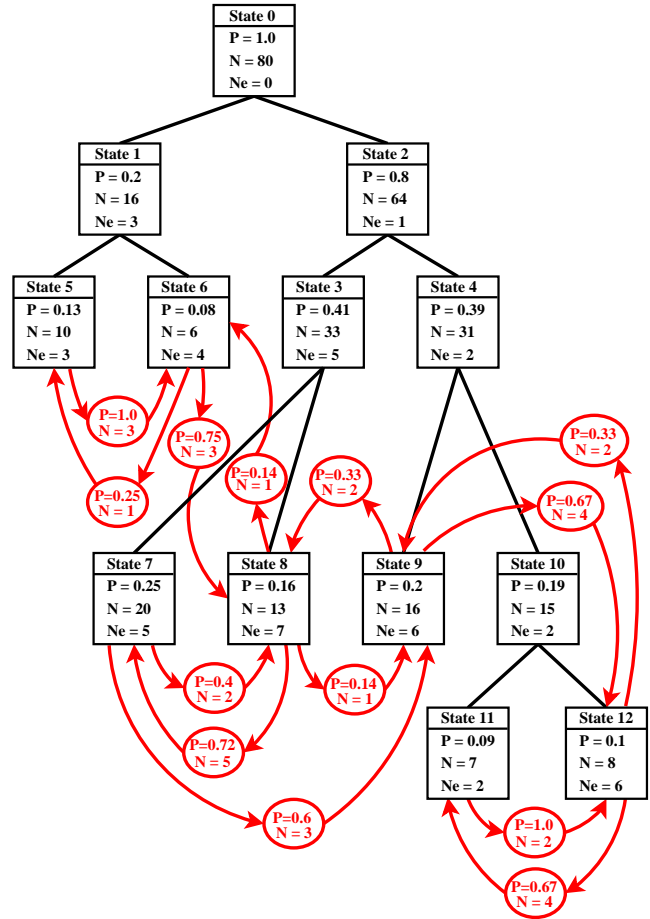 State 0
P = 1.0
N = 80
Ne = 0
State 1
P = 0.2
N = 16
Ne = 3
State 2
P = 0.8
N = 64
Ne = 1
State 5
P = 0.13
N = 10
Ne = 3
State 6
P = 0.08
N = 6
Ne = 4
State 3
P = 0.41
N = 33
Ne = 5
State 4
P = 0.39
N = 31
Ne = 2
P=1.0
N = 3
P=0.75
N = 3
P=0.25
N = 1
P=0.14
N = 1
P=0.33
N = 2
P=0.33
N = 2
P=0.67
N = 4
State 7
P = 0.25
N = 20
Ne = 5
State 8
P = 0.16
N = 13
Ne = 7
State 9
P = 0.2
N = 16
Ne = 6
State 10
P = 0.19
N = 15
Ne = 2
P=0.4
N = 2
P=0.14
N = 1
P=0.72
N = 5
P=0.6
N = 3
State 11
P = 0.09
N = 7
Ne = 2
State 12
P = 0.1
N = 8
Ne = 6
P=1.0
N = 2
P=0.67
N = 4